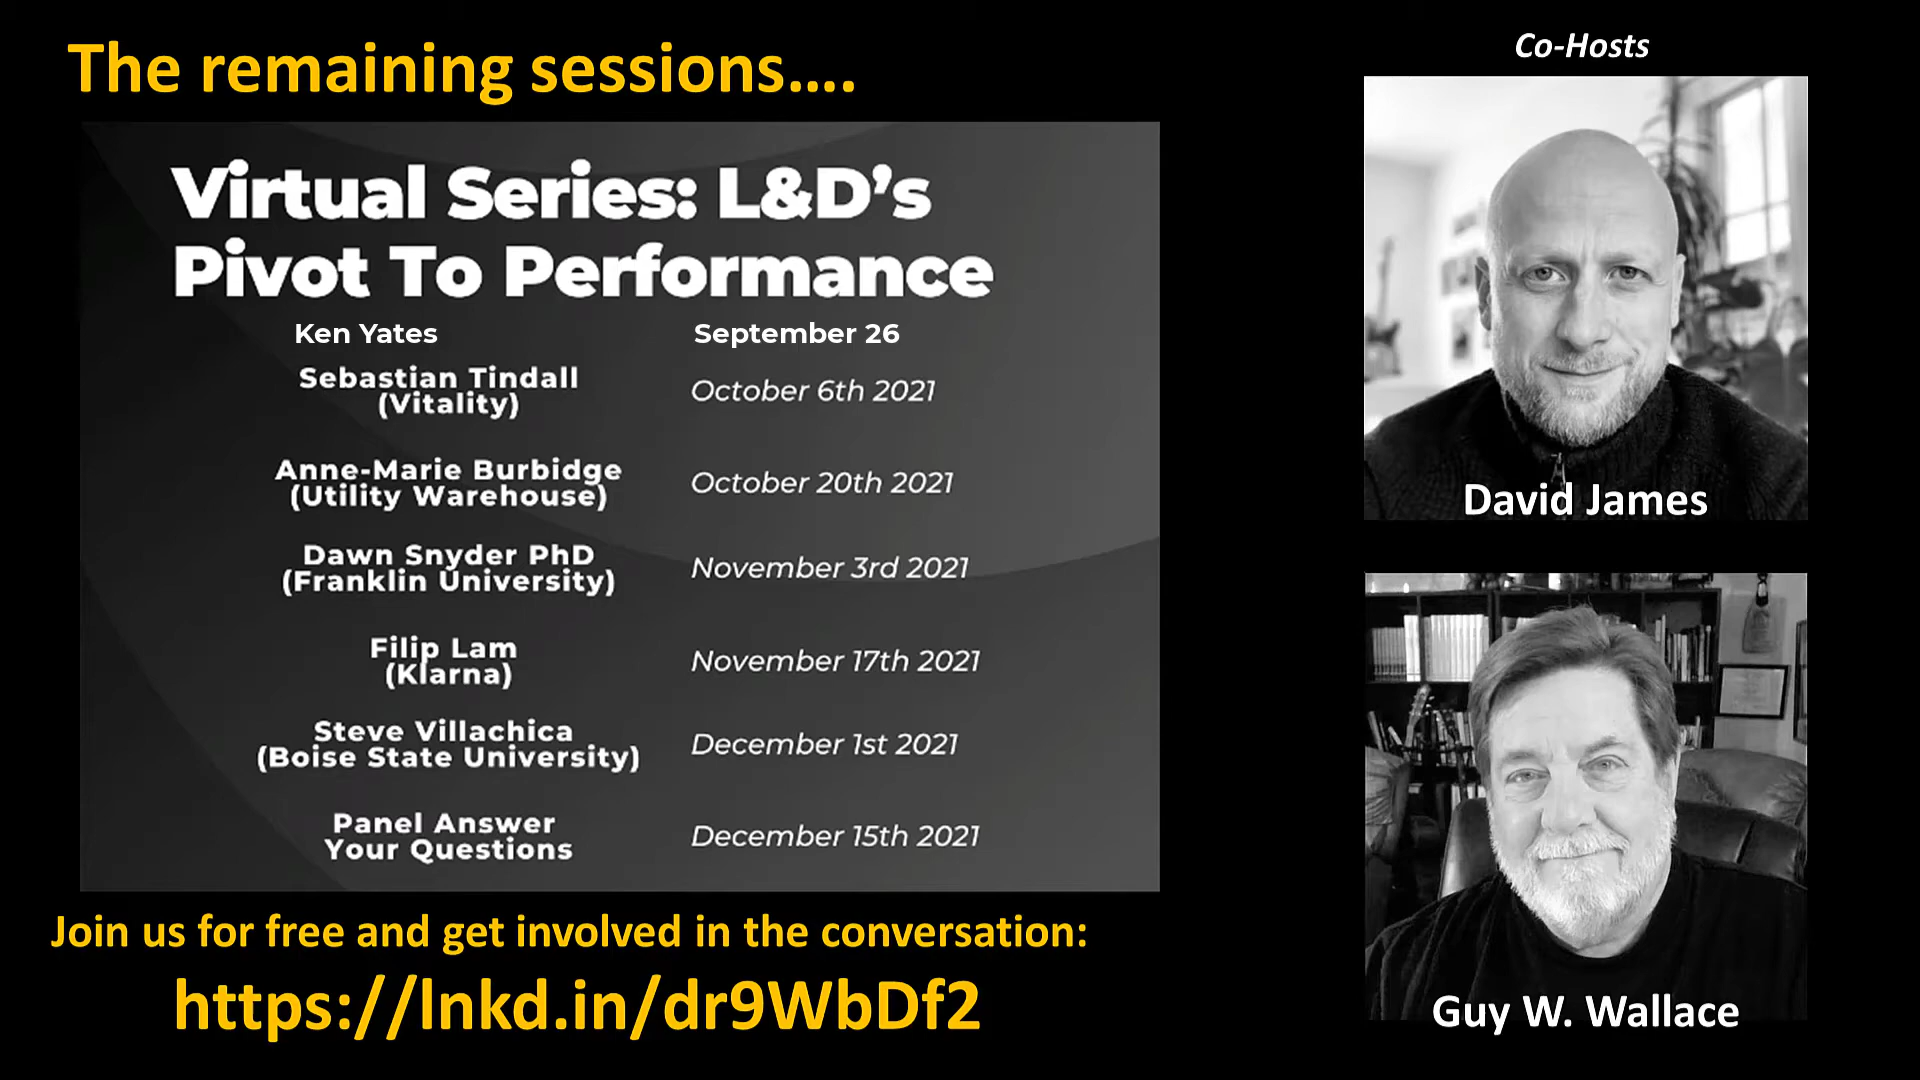 The remaining sessions....
Virtual Series: L&D's
Pivot To Performance
Ken Yates September 26
Sebastian Tindall
(Vitality)
October 6th 2021
Anne-Marie Burbidge
(Utility Warehouse)
October 20th 2021
Dawn Snyder PhD
(Franklin University)
November 3rd 2021
Filip Lam
(Klarna)
November 17th 2021
Steve Villachica
(Boise State University)
December 1st 2021
Panel Answer
Your Questions
December 15th 2021
Join us for free and get involved in the conversation:
https://lnkd.in/dr9WbDf2
Co-Hosts
David James
Guy W. Wallace